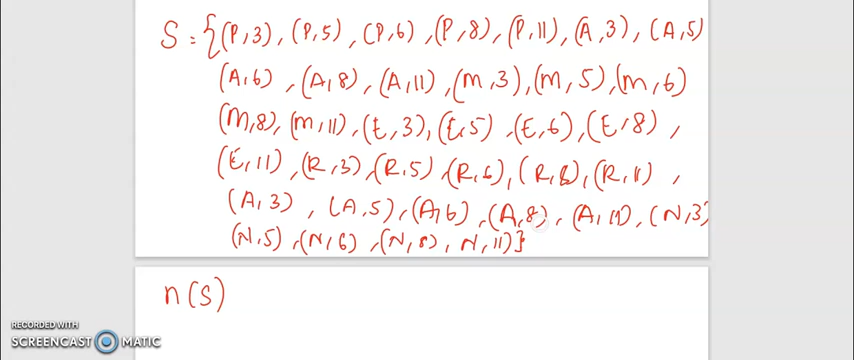 S = {(P,3), (P,5), (P,6), (P,8), (P,11), (A,3), (A,5)
(A,6), (A,8), (A,11), (M,3), (M,5), (M,6)
(M,8), (M,11), (E,3), (E,5), (E,6), (E,8),
(E,11), (R,3), (R,5), (R,6), (R,8), (R,11),
(A,3), (A,5), (A,6), (A,8), (A,11), (N,3)
(N,5), (N,6), (N,8), N,11)}
n(S)
RECORDED WITH
SCREENCAST MATIC